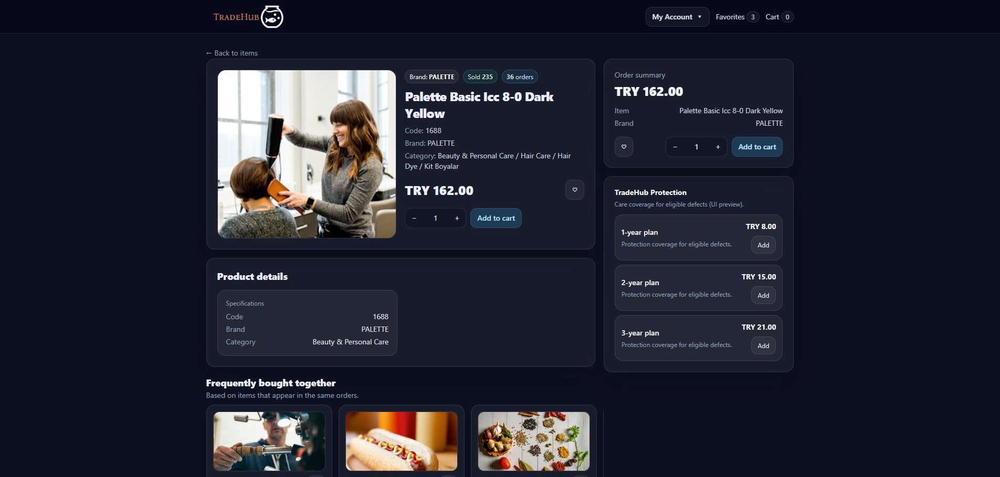 TRADEHUB
My Account ▼
Favorites 3
Cart 0
← Back to items
Brand: PALETTE
Sold 235
36 orders
Palette Basic Icc 8-0 Dark
Yellow
Code: 1688
Brand: PALETTE
Category: Beauty & Personal Care / Hair Care / Hair
Dye / Kit Boyalar
TRY 162.00
− 1 +
Add to cart
Product details
Specifications
Code 1688
Brand PALETTE
Category Beauty & Personal Care
Order summary
TRY 162.00
Item Palette Basic Icc 8-0 Dark Yellow
Brand PALETTE
− 1 +
Add to cart
TradeHub Protection
Care coverage for eligible defects (UI preview).
TRY 8.00
1-year plan
Protection coverage for eligible defects.
Add
TRY 15.00
2-year plan
Protection coverage for eligible defects.
Add
TRY 21.00
3-year plan
Protection coverage for eligible defects.
Add
Frequently bought together
Based on items that appear in the same orders.